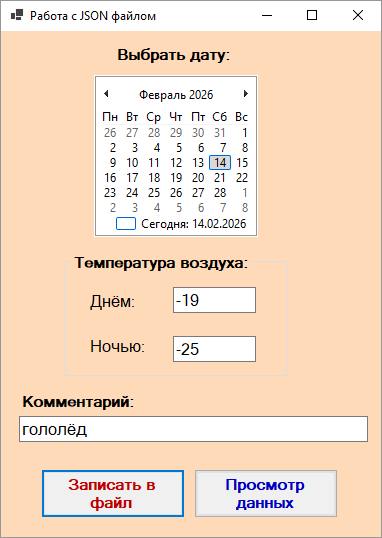 Работа с JSON файлом
Выбрать дату:
Февраль 2026
Пн Вт Ср Чт Пт Сб Вс
26 27 28 29 30 31 1
2 3 4 5 6 7 8
9 10 11 12 13 14 15
16 17 18 19 20 21 22
23 24 25 26 27 28 1
2 3 4 5 6 7 8
Сегодня: 14.02.2026
Температура воздуха:
Днём: -19
Ночью: -25
Комментарий:
гололёд
Записать в
файл
Просмотр
данных